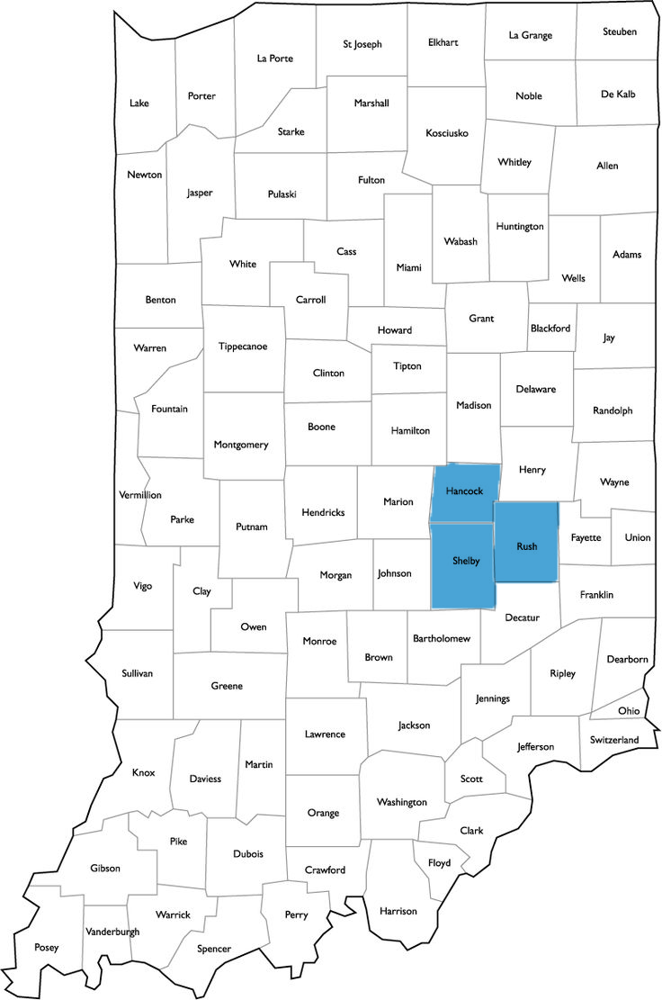 Steuben
La Grange
Elkhart
St Joseph
La Porte
De Kalb
Noble
Porter
Lake
Marshall
Starke
Kosciusko
Whitley
Allen
Newton
Fulton
Jasper
Pulaski
Huntington
Wabash
Cass
Adams
White
Miami
Wells
Benton
Carroll
Grant
Blackford
Howard
Jay
Warren
Tippecanoe
Tipton
Clinton
Delaware
Madison
Fountain
Randolph
Boone
Hamilton
Montgomery
Henry
Wayne
Hancock
Vermillion
Marion
Hendricks
Parke
Putnam
Fayette
Union
Rush
Shelby
Morgan
Johnson
Vigo
Clay
Franklin
Decatur
Owen
Monroe
Bartholomew
Brown
Dearborn
Sullivan
Ripley
Greene
Jennings
Ohio
Jackson
Lawrence
Switzerland
Jefferson
Martin
Knox
Daviess
Scott
Washington
Orange
Clark
Pike
Dubois
Floyd
Gibson
Crawford
Harrison
Warrick
Perry
Vanderburgh
Posey
Spencer